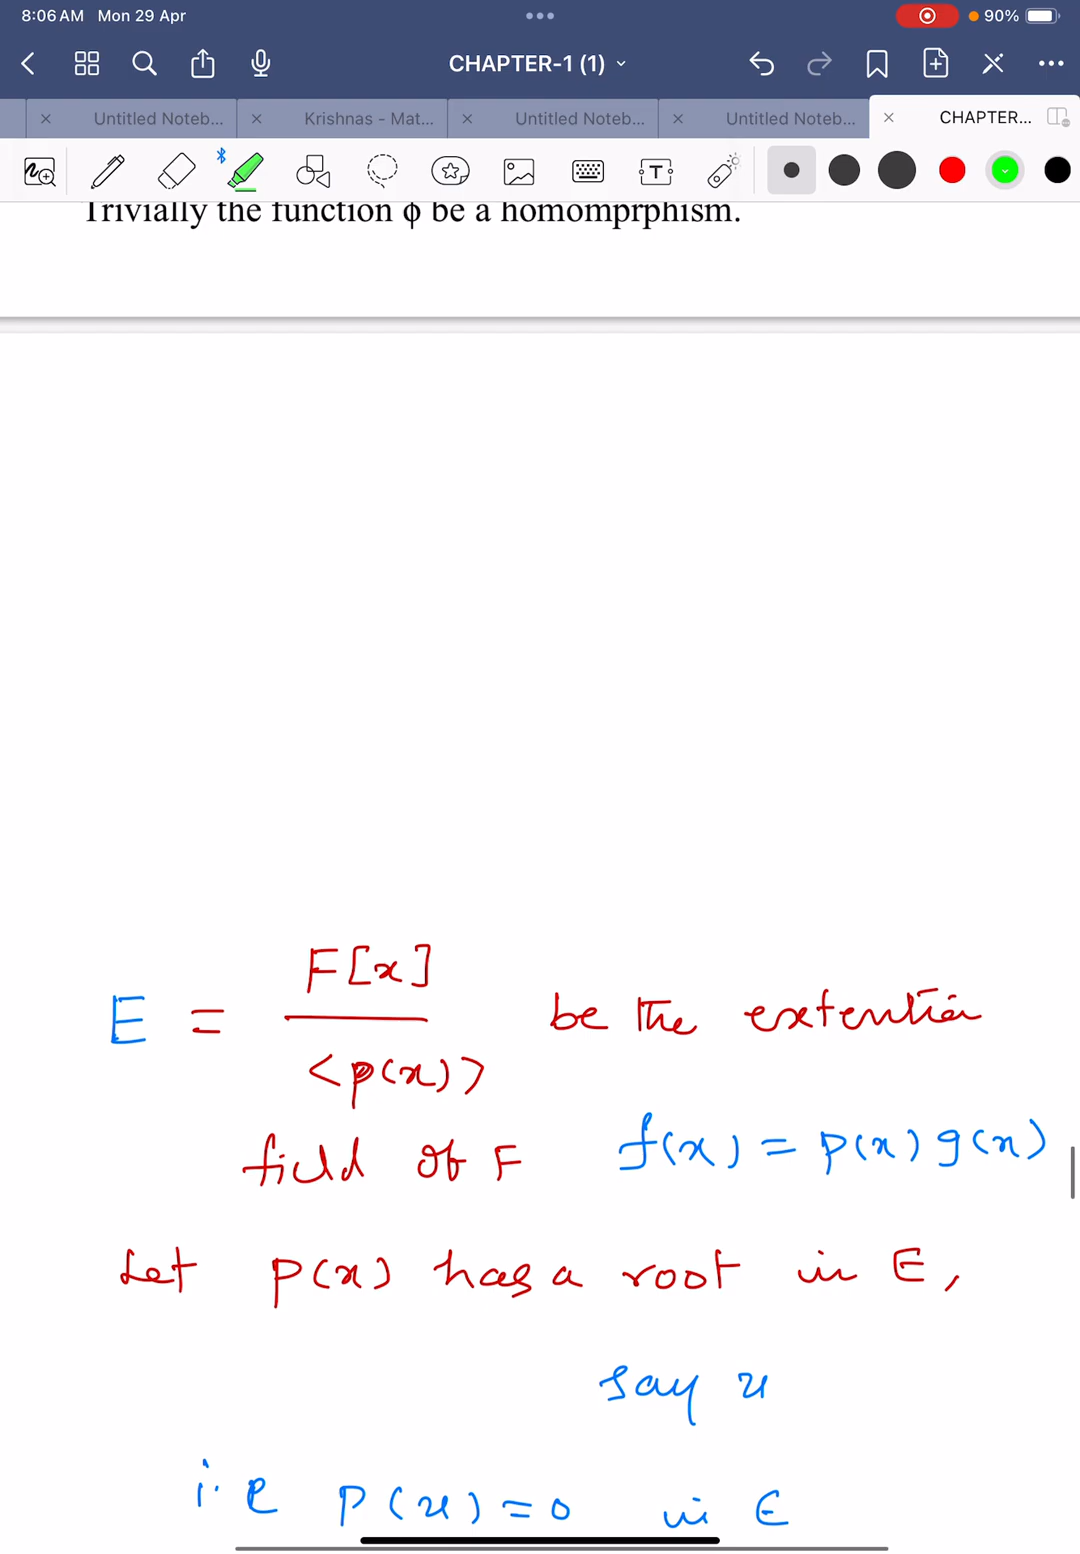 8:06 AM Mon 29 Apr
90%
CHAPTER-1 (1)
Untitled Noteb... Krishnas - Mat... Untitled Noteb... Untitled Noteb... CHAPTER...
T
Trivially the function ϕ be a homomprphism.
E = F[x] / <p(x)> be the extention
field of F f(x) = p(x) g(x)
Let p(x) has a root in E,
say u
i.e p(u) = 0 in E